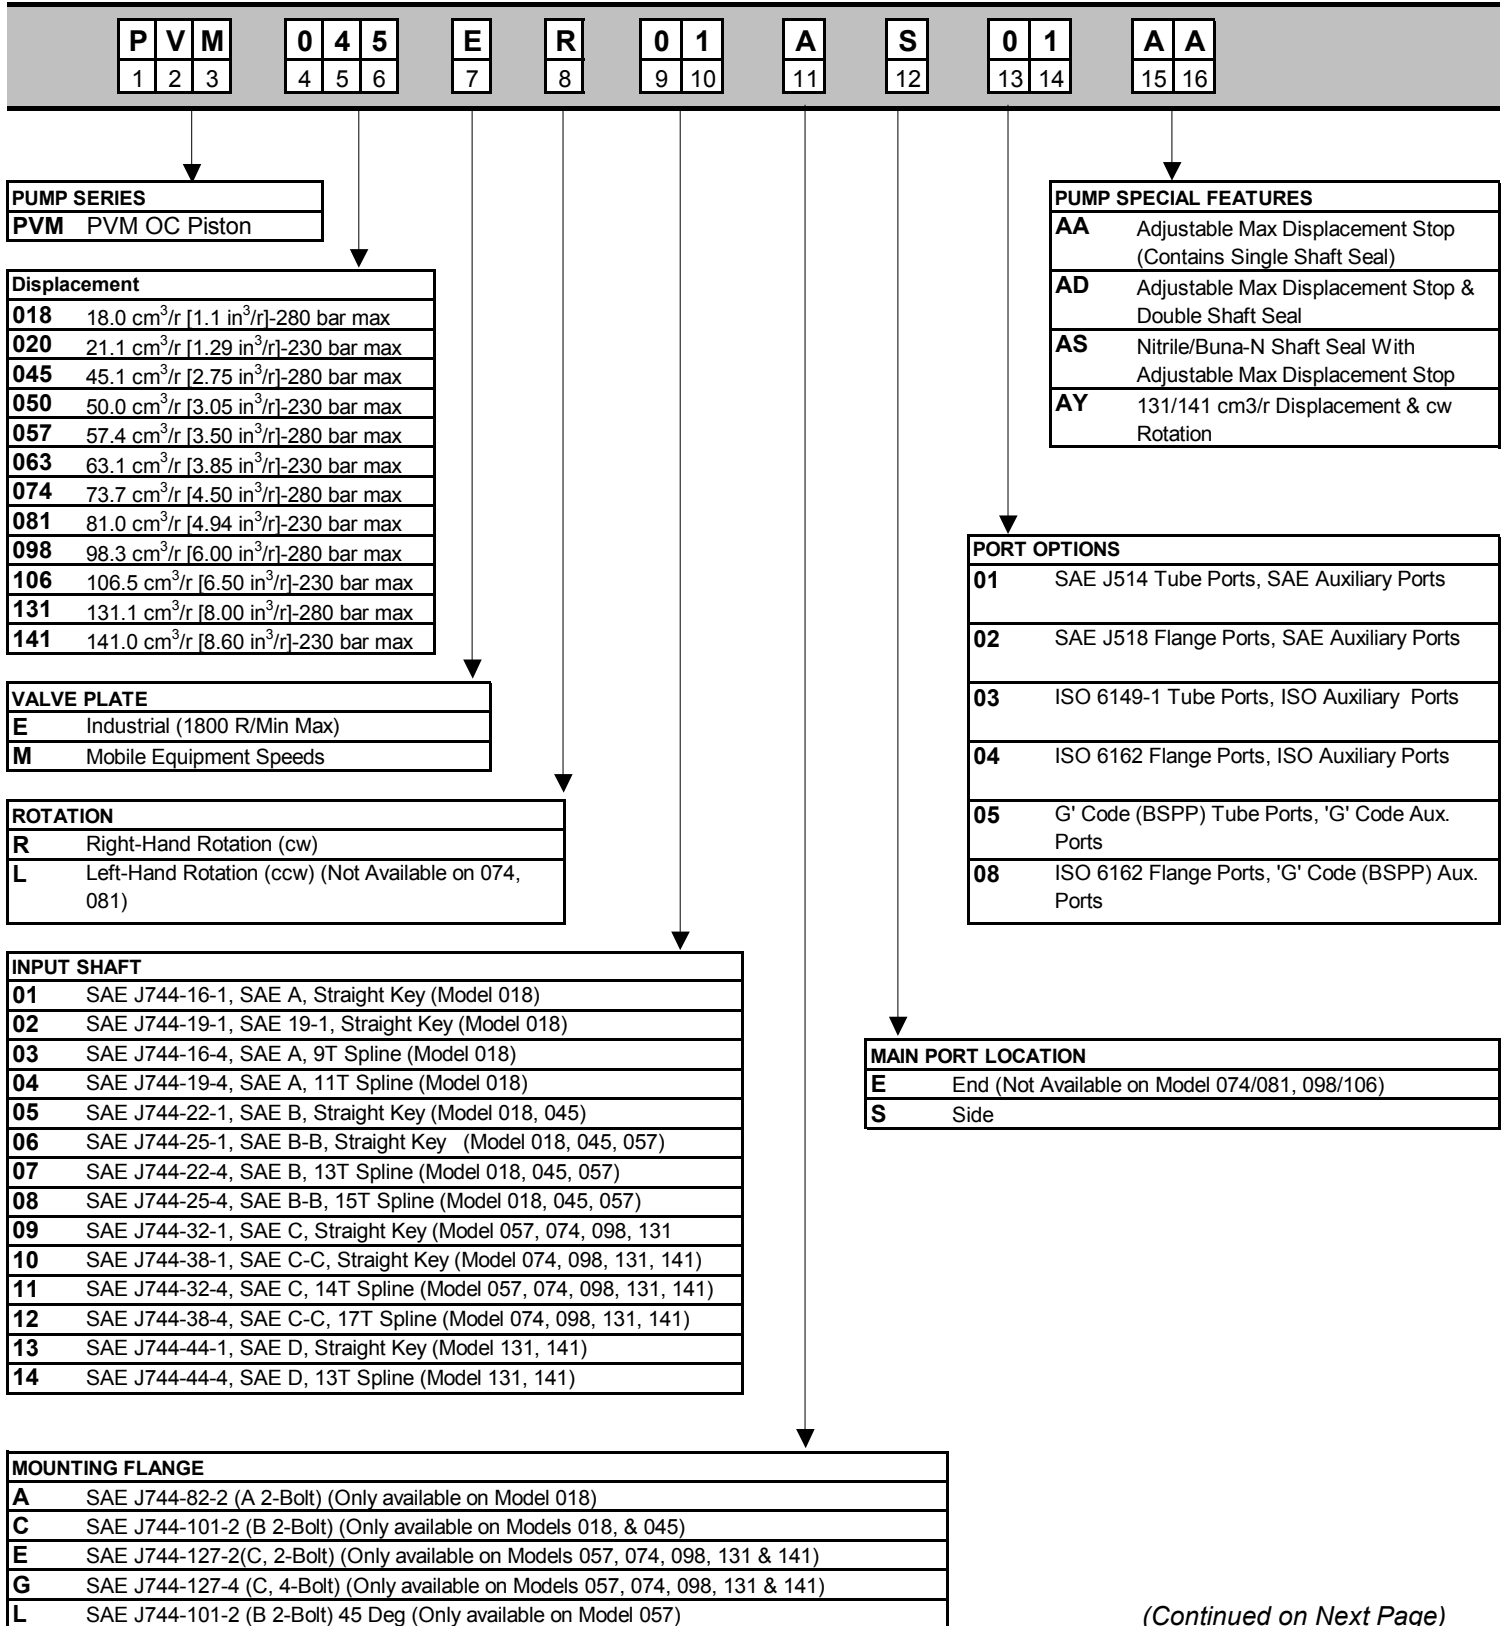 P V M 0 4 5 E R 0 1 A S 0 1 A A
1 2 3 4 5 6 7 8 9 10 11 12 13 14 15 16
PUMP SERIES
PVM PVM OC Piston
Displacement
018 18.0 cm³/r [1.1 in³/r]-280 bar max
020 21.1 cm³/r [1.29 in³/r]-230 bar max
045 45.1 cm³/r [2.75 in³/r]-280 bar max
050 50.0 cm³/r [3.05 in³/r]-230 bar max
057 57.4 cm³/r [3.50 in³/r]-280 bar max
063 63.1 cm³/r [3.85 in³/r]-230 bar max
074 73.7 cm³/r [4.50 in³/r]-280 bar max
081 81.0 cm³/r [4.94 in³/r]-230 bar max
098 98.3 cm³/r [6.00 in³/r]-280 bar max
106 106.5 cm³/r [6.50 in³/r]-230 bar max
131 131.1 cm³/r [8.00 in³/r]-280 bar max
141 141.0 cm³/r [8.60 in³/r]-230 bar max
VALVE PLATE
E Industrial (1800 R/Min Max)
M Mobile Equipment Speeds
ROTATION
R Right-Hand Rotation (cw)
L Left-Hand Rotation (ccw) (Not Available on 074,
081)
INPUT SHAFT
01 SAE J744-16-1, SAE A, Straight Key (Model 018)
02 SAE J744-19-1, SAE 19-1, Straight Key (Model 018)
03 SAE J744-16-4, SAE A, 9T Spline (Model 018)
04 SAE J744-19-4, SAE A, 11T Spline (Model 018)
05 SAE J744-22-1, SAE B, Straight Key (Model 018, 045)
06 SAE J744-25-1, SAE B-B, Straight Key (Model 018, 045, 057)
07 SAE J744-22-4, SAE B, 13T Spline (Model 018, 045, 057)
08 SAE J744-25-4, SAE B-B, 15T Spline (Model 018, 045, 057)
09 SAE J744-32-1, SAE C, Straight Key (Model 057, 074, 098, 131
10 SAE J744-38-1, SAE C-C, Straight Key (Model 074, 098, 131, 141)
11 SAE J744-32-4, SAE C, 14T Spline (Model 057, 074, 098, 131, 141)
12 SAE J744-38-4, SAE C-C, 17T Spline (Model 074, 098, 131, 141)
13 SAE J744-44-1, SAE D, Straight Key (Model 131, 141)
14 SAE J744-44-4, SAE D, 13T Spline (Model 131, 141)
MOUNTING FLANGE
A SAE J744-82-2 (A 2-Bolt) (Only available on Model 018)
C SAE J744-101-2 (B 2-Bolt) (Only available on Models 018, & 045)
E SAE J744-127-2(C, 2-Bolt) (Only available on Models 057, 074, 098, 131 & 141)
G SAE J744-127-4 (C, 4-Bolt) (Only available on Models 057, 074, 098, 131 & 141)
L SAE J744-101-2 (B 2-Bolt) 45 Deg (Only available on Model 057)
PUMP SPECIAL FEATURES
AA Adjustable Max Displacement Stop
(Contains Single Shaft Seal)
AD Adjustable Max Displacement Stop &
Double Shaft Seal
AS Nitrile/Buna-N Shaft Seal With
Adjustable Max Displacement Stop
AY 131/141 cm3/r Displacement & cw
Rotation
PORT OPTIONS
01 SAE J514 Tube Ports, SAE Auxiliary Ports
02 SAE J518 Flange Ports, SAE Auxiliary Ports
03 ISO 6149-1 Tube Ports, ISO Auxiliary Ports
04 ISO 6162 Flange Ports, ISO Auxiliary Ports
05 G' Code (BSPP) Tube Ports, 'G' Code Aux.
Ports
08 ISO 6162 Flange Ports, 'G' Code (BSPP) Aux.
Ports
MAIN PORT LOCATION
E End (Not Available on Model 074/081, 098/106)
S Side
(Continued on Next Page)